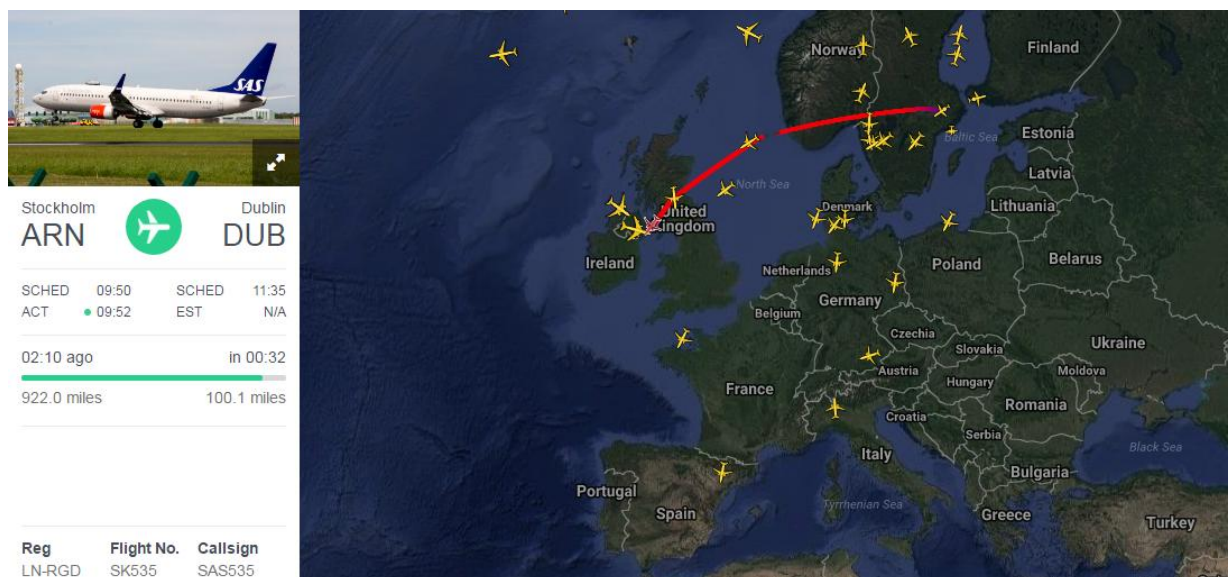 SAS
Stockholm Dublin
ARN DUB
SCHED 09:50 SCHED 11:35
ACT 09:52 EST N/A
02:10 ago in 00:32
922.0 miles 100.1 miles
Reg Flight No. Callsign
LN-RGD SK535 SAS535
Norway
Finland
Baltic Sea
Estonia
Latvia
Lithuania
North Sea
Denmark
United
Kingdom
Ireland
Netherlands
Poland
Belarus
Germany
Belgium
Czechia
Ukraine
Slovakia
Austria
Moldova
Hungary
France
Romania
Croatia
Serbia
Italy
Black Sea
Bulgaria
Portugal
Spain
Tyrrhenian Sea
Greece
Turkey